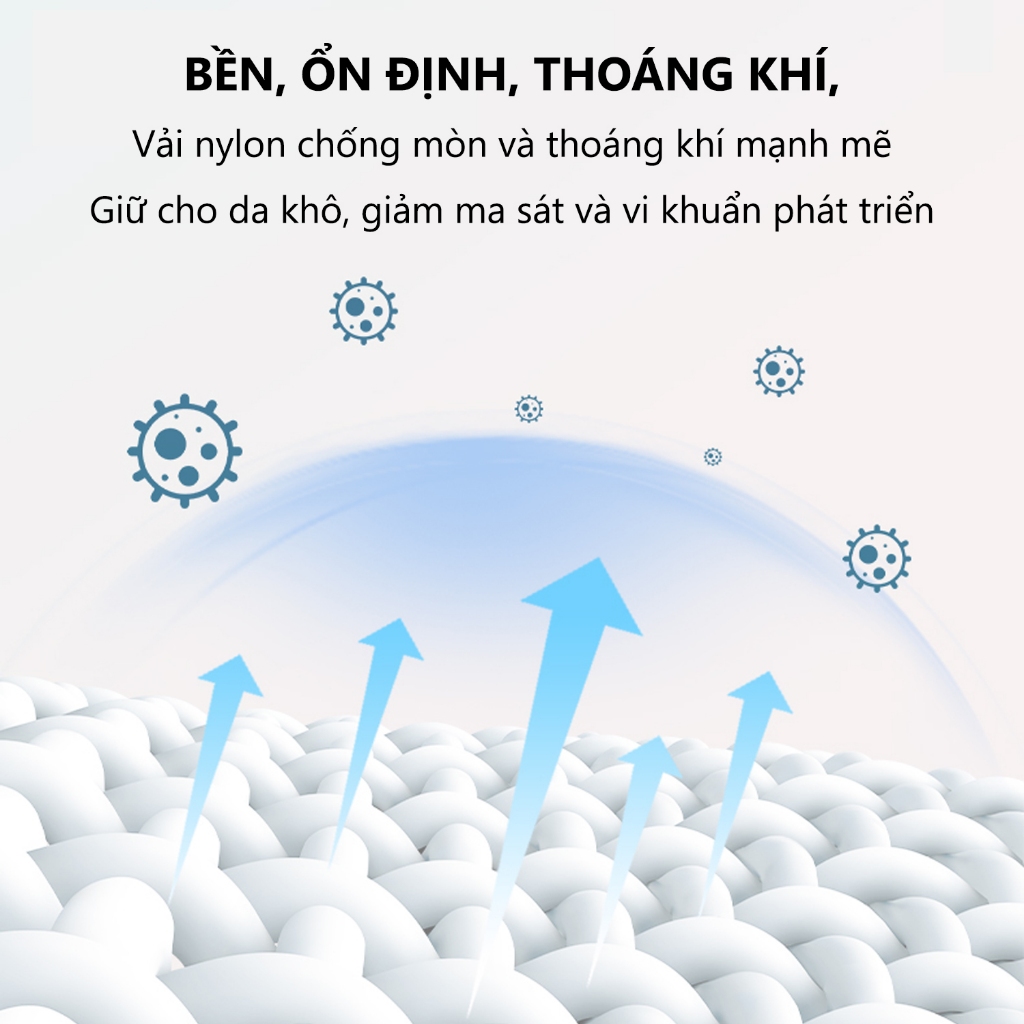 BỀN, ỔN ĐỊNH, THOÁNG KHÍ,
Vải nylon chống mòn và thoáng khí mạnh mẽ
Giữ cho da khô, giảm ma sát và vi khuẩn phát triển